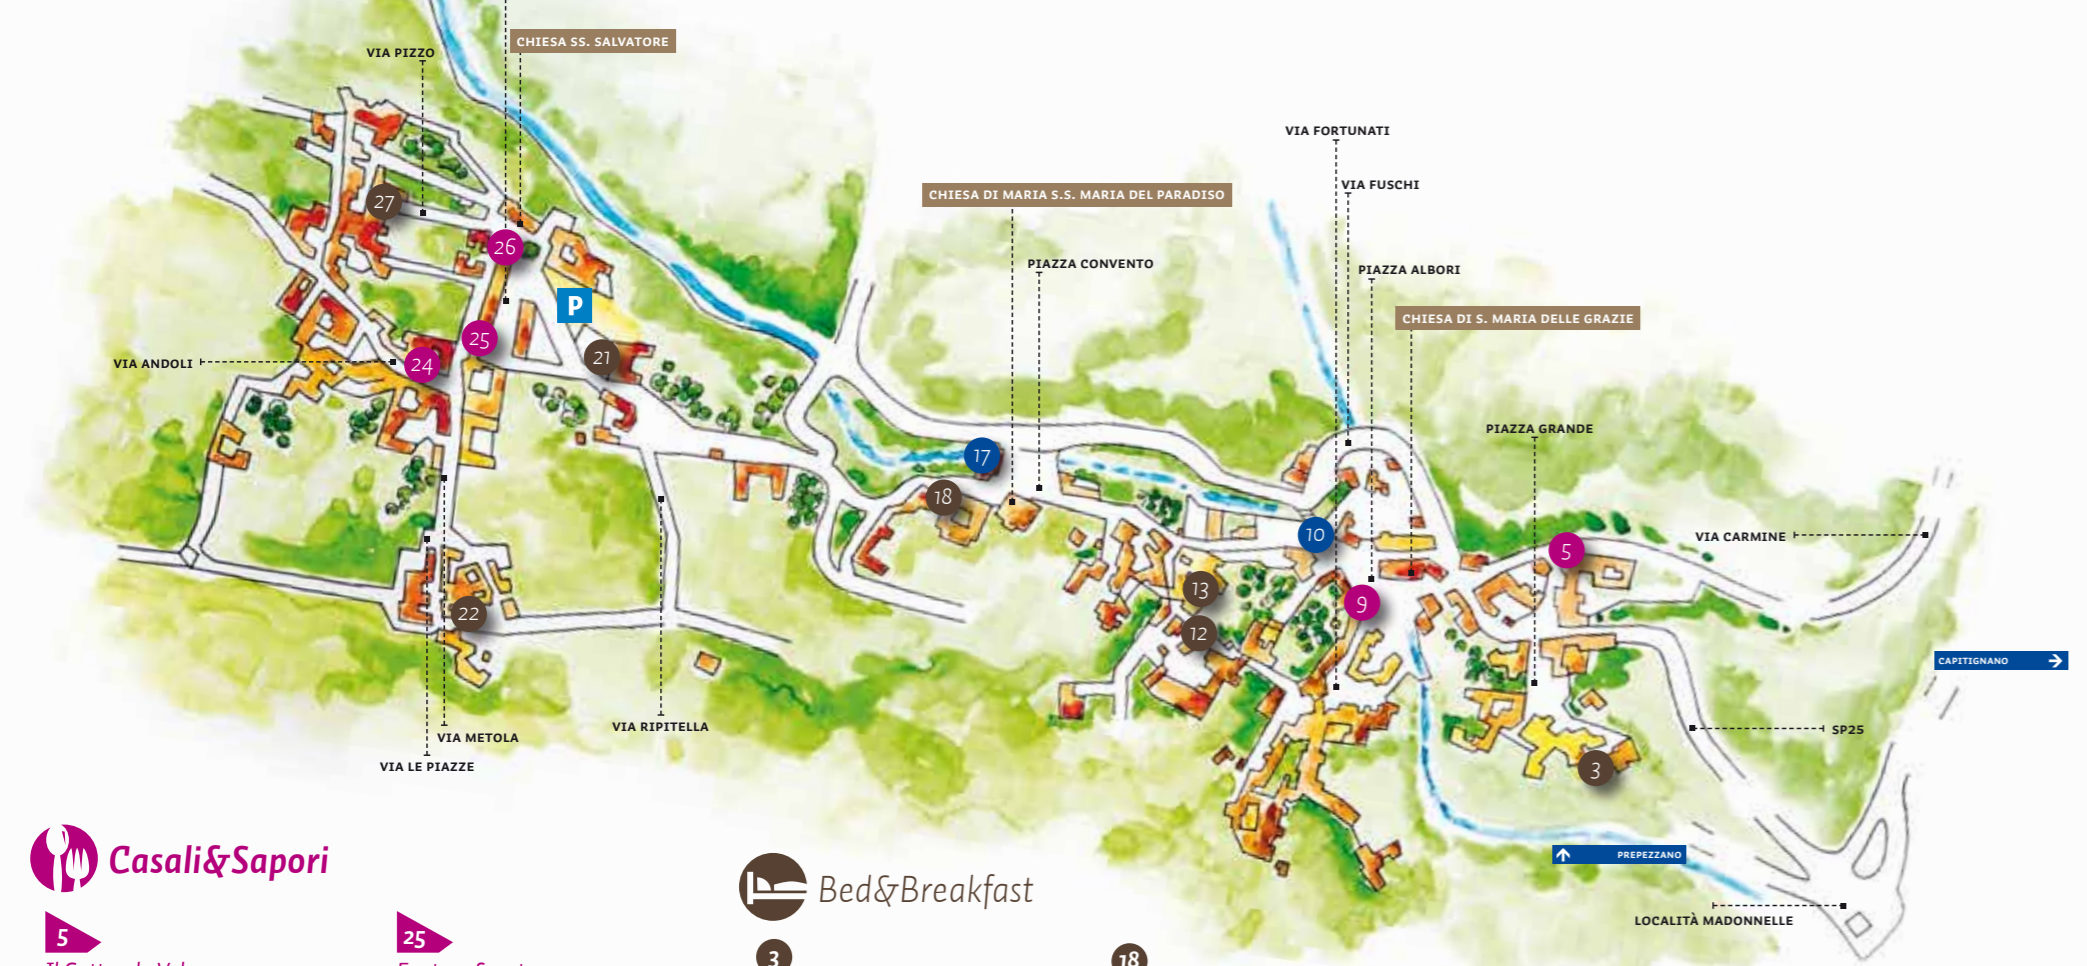 CHIESA SS. SALVATORE
VIA PIZZO
VIA FORTUNATI
VIA FUSCHI
CHIESA DI MARIA S.S. MARIA DEL PARADISO
27
26
PIAZZA CONVENTO
PIAZZA ALBORI
P
CHIESA DI S. MARIA DELLE GRAZIE
25
21
VIA ANDOLI
24
PIAZZA GRANDE
17
18
10
5
VIA CARMINE
13
9
22
12
CAPITIGNANO
VIA RIPITELLA
SP25
VIA METOLA
VIA LE PIAZZE
3
PREPEZZANO
LOCALITÀ MADONNELLE
Casali&Sapori
Bed&Breakfast
5
25
3
18